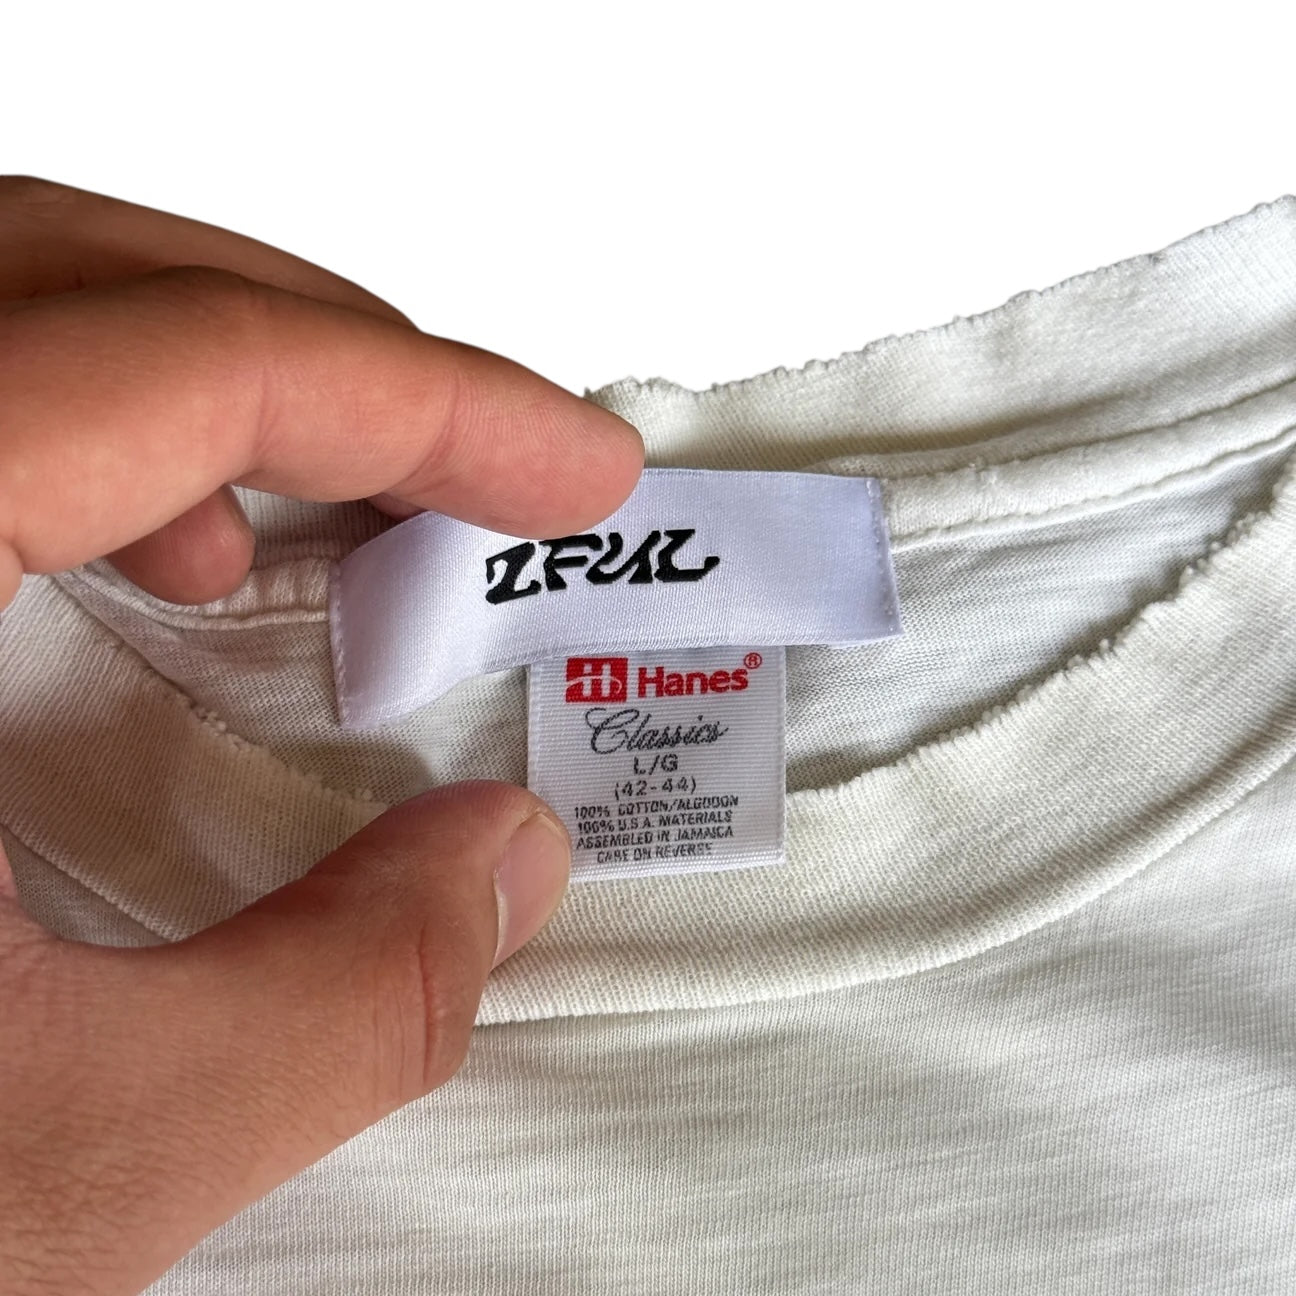 ZFUL
Hanes®
Classics
L/G
(42-44)
100% COTTON/ALGODON
100% U.S.A. MATERIALS
ASSEMBLED IN JAMAICA
CARE ON REVERSE